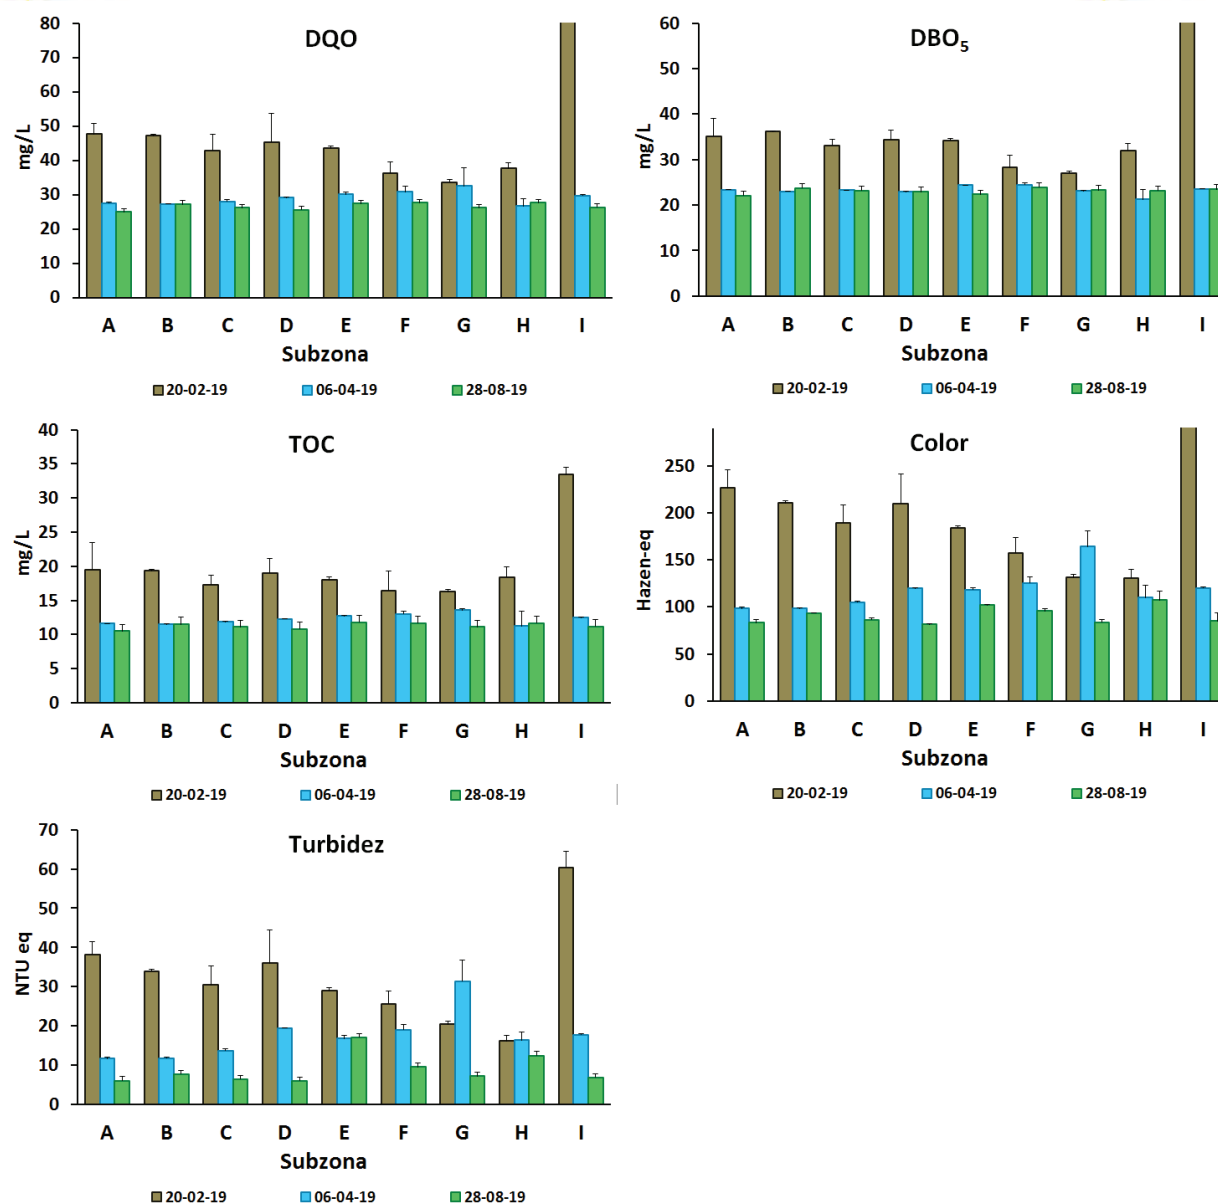 DQO
80
70
60
50
40
30
20
10
0
mg/L
A B C D E F G H I
Subzona
20-02-19 06-04-19 28-08-19
DBO5
60
50
40
30
20
10
0
mg/L
A B C D E F G H I
Subzona
20-02-19 06-04-19 28-08-19
TOC
40
35
30
25
20
15
10
5
0
mg/L
A B C D E F G H I
Subzona
20-02-19 06-04-19 28-08-19
Color
250
200
150
100
50
0
Hazen-eq
A B C D E F G H I
Subzona
20-02-19 06-04-19 28-08-19
Turbidez
70
60
50
40
30
20
10
0
NTU eq
A B C D E F G H I
Subzona
20-02-19 06-04-19 28-08-19